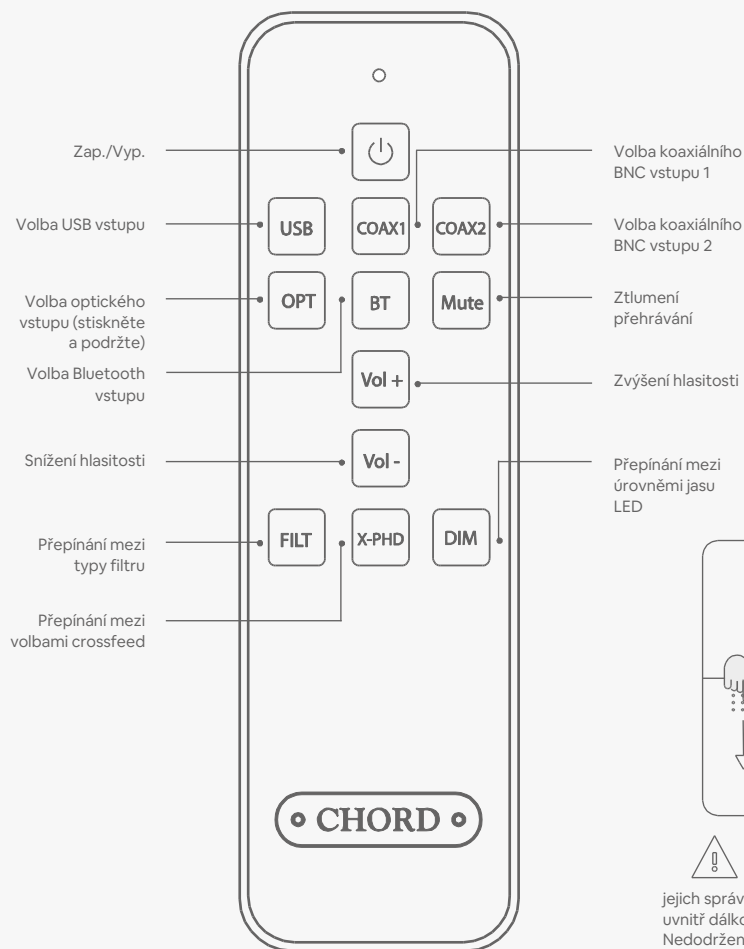 Zap./Vyp.
Volba koaxiálního
BNC vstupu 1
Volba USB vstupu
USB
COAX1
COAX2
Volba koaxiálního
BNC vstupu 2
Volba optického
vstupu (stiskněte
a podržte)
OPT
BT
Mute
Ztlumení
přehrávání
Volba Bluetooth
vstupu
Vol +
Zvýšení hlasitosti
Snížení hlasitosti
Vol -
Přepínání mezi
úrovněmi jasu
LED
Přepínání mezi
typy filtru
FILT
X-PHD
DIM
Přepínání mezi
volbami crossfeed
CHORD
jejich správ
uvnitř dálko
Nedodržen